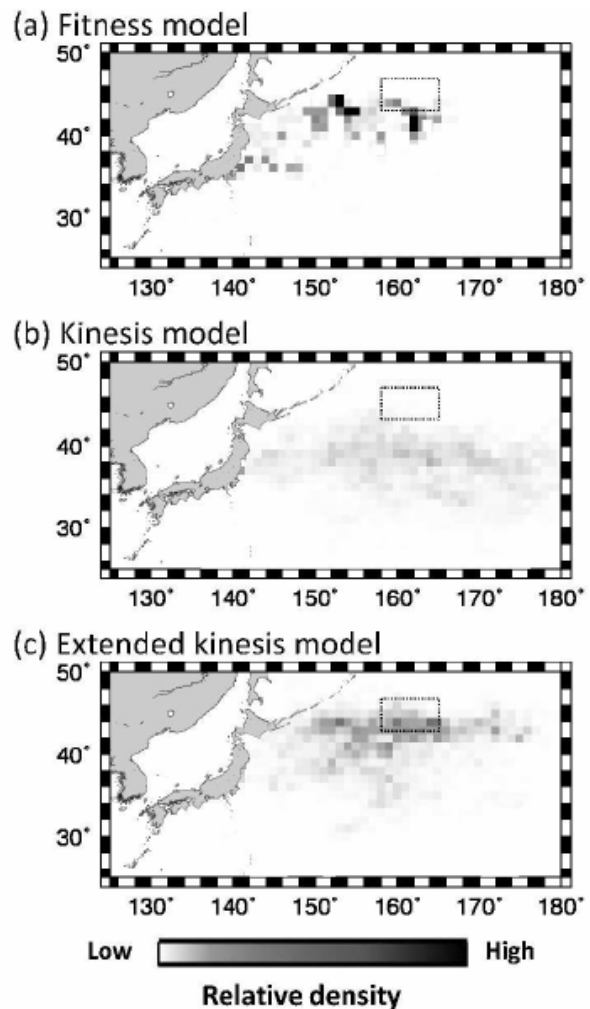 (a) Fitness model
50°
40°
30°
130° 140° 150° 160° 170° 180°
(b) Kinesis model
50°
40°
30°
130° 140° 150° 160° 170° 180°
(c) Extended kinesis model
50°
40°
30°
130° 140° 150° 160° 170° 180°
Low High
Relative density